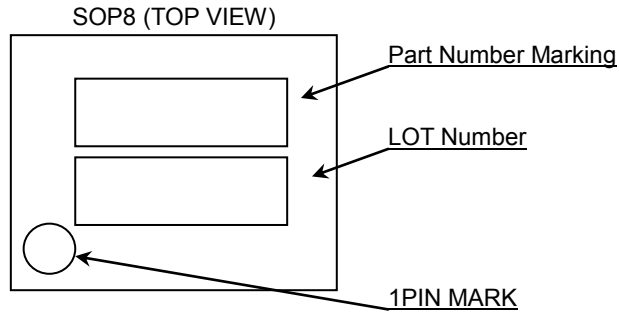 SOP8 (TOP VIEW)
Part Number Marking
LOT Number
1PIN MARK